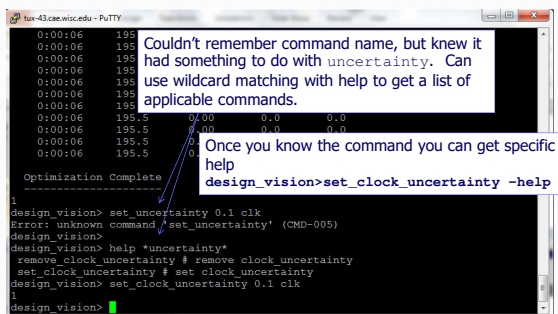 tux-43.cae.wisc.edu - PuTTY
0:00:06 195
0:00:06 195
0:00:06 195
0:00:06 195
0:00:06 195
0:00:06 195
0:00:06 195.5 0.00 0.0 0.0
0:00:06 195.5 0.00 0.0 0.0
0:00:06 195.5 0.
0:00:06 195.5 0.
0:00:06 195.5 0.
Couldn't remember command name, but knew it
had something to do with uncertainty. Can
use wildcard matching with help to get a list of
applicable commands.
Once you know the command you can get specific
help
design_vision>set_clock_uncertainty –help
Optimization Complete
---------------------
1
design_vision> set_uncertainty 0.1 clk
Error: unknown command 'set_uncertainty' (CMD-005)
design_vision>
design_vision> help *uncertainty*
remove_clock_uncertainty # remove clock_uncertainty
set_clock_uncertainty # set clock_uncertainty
design_vision> set_clock_uncertainty 0.1 clk
1
design_vision>